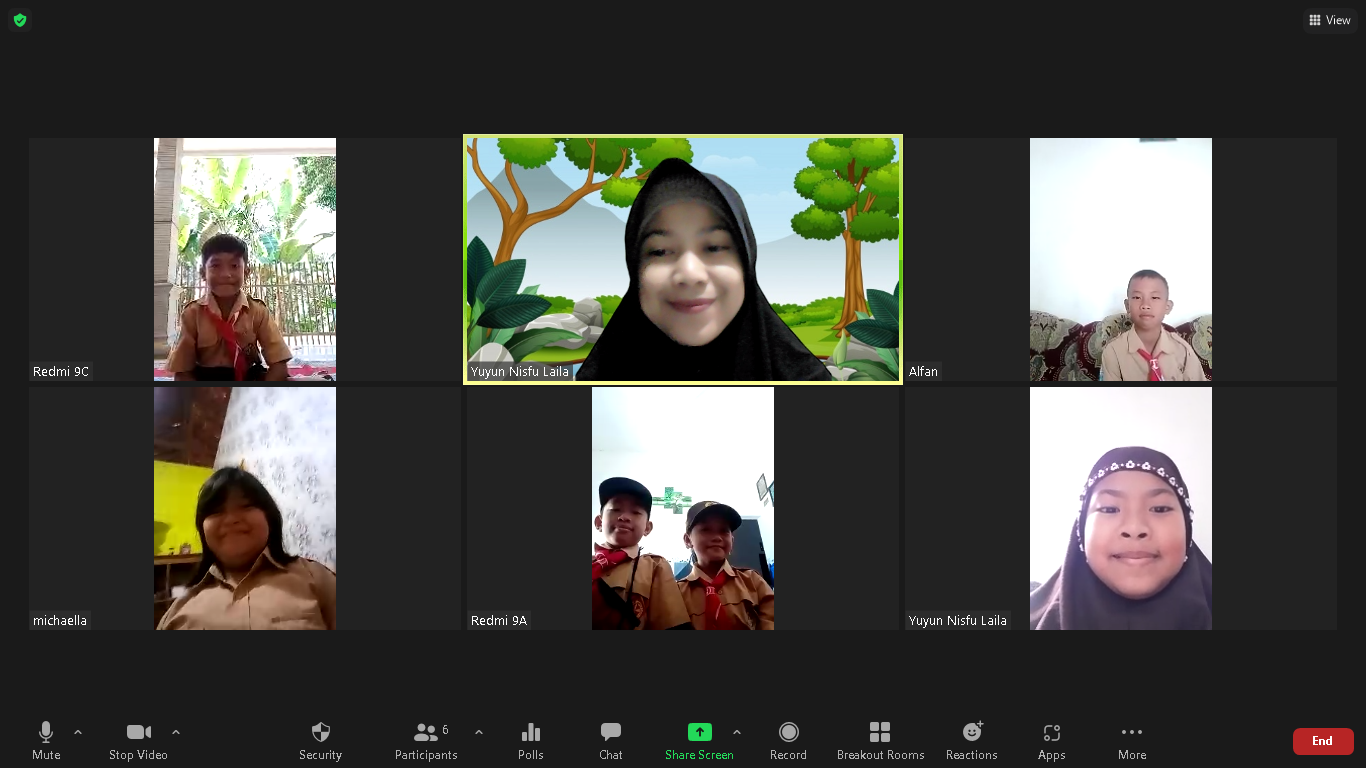 View
Redmi 9C
Yuyun Nisfu Laila
Alfan
michaella
Redmi 9A
Yuyun Nisfu Laila
6
Mute
Stop Video
Security
Participants
Polls
Chat
Share Screen
Record
Breakout Rooms
Reactions
Apps
More
End